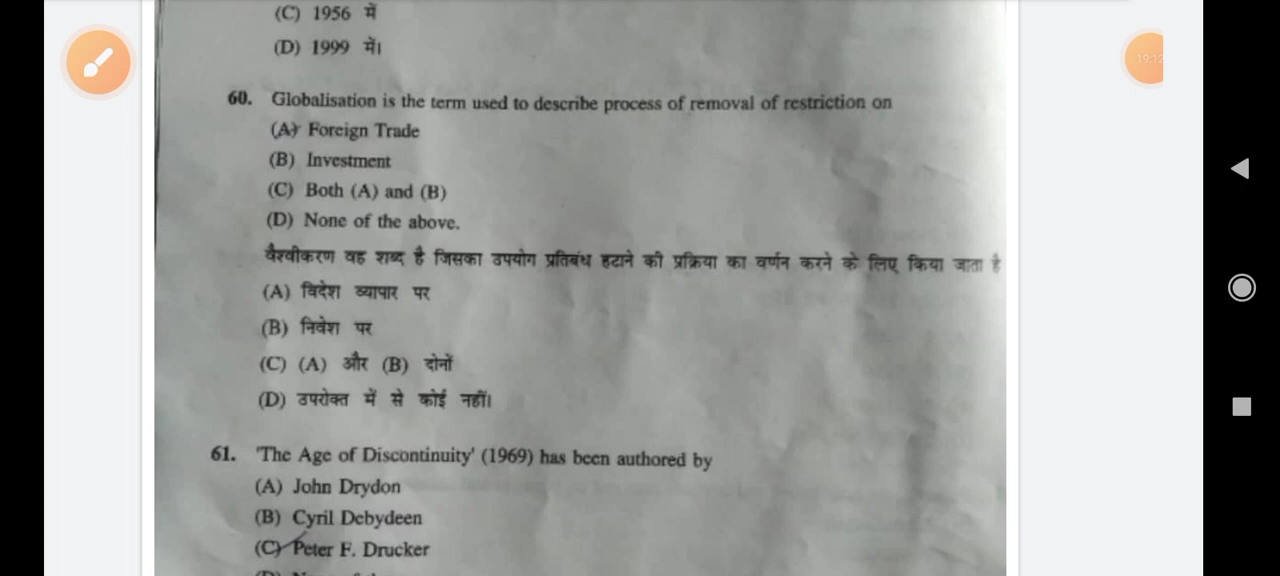 (C) 1956 में
(D) 1999 में।
19:12
60. Globalisation is the term used to describe process of removal of restriction on
(A) Foreign Trade
(B) Investment
(C) Both (A) and (B)
(D) None of the above.
वैश्वीकरण वह शब्द है जिसका उपयोग प्रतिबंध हटाने की प्रक्रिया का वर्णन करने के लिए किया जाता है
(A) विदेश व्यापार पर
(B) निवेश पर
(C) (A) और (B) दोनों
(D) उपरोक्त में से कोई नहीं।
61. 'The Age of Discontinuity' (1969) has been authored by
(A) John Drydon
(B) Cyril Debydeen
(C) Peter F. Drucker